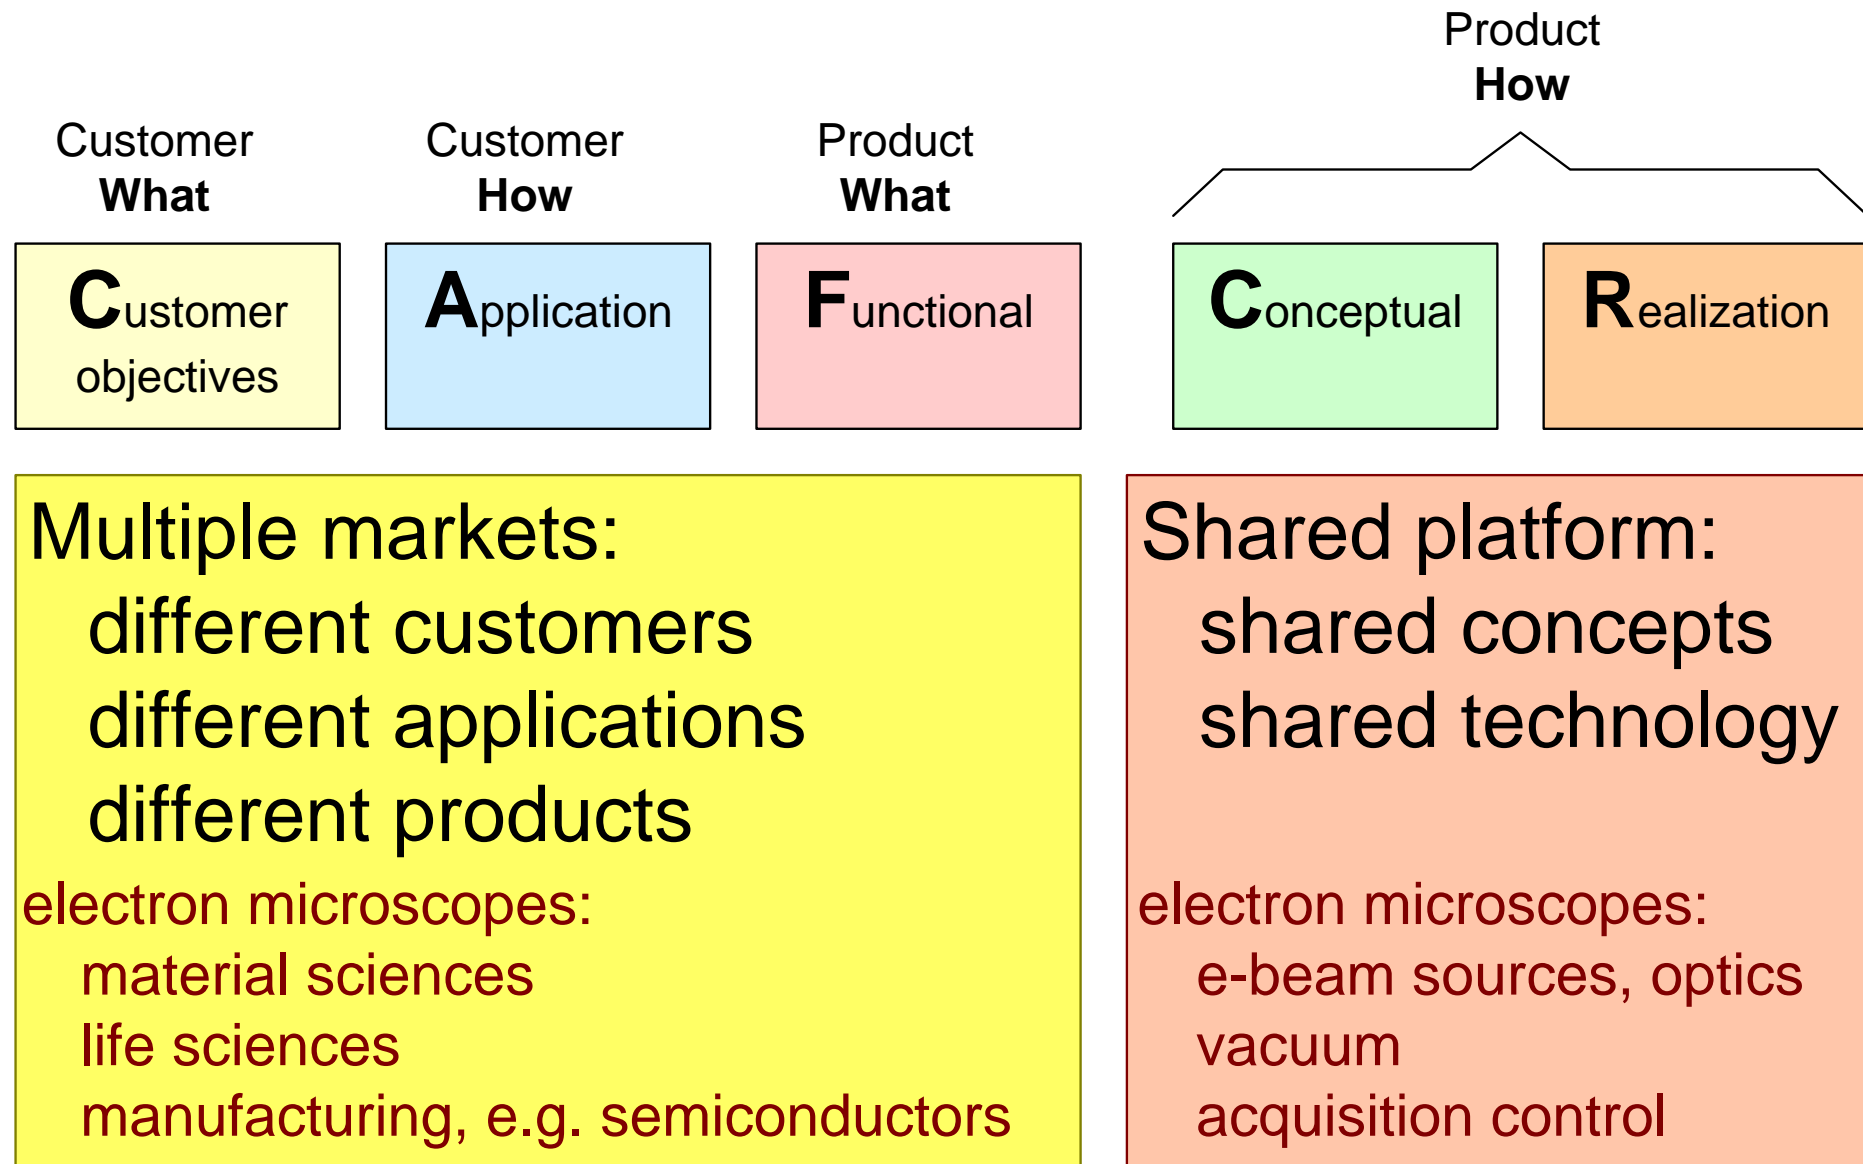 Product
How
Customer
What
Customer
How
Product
What
Customer
objectives
Application
Functional
Conceptual
Realization
Multiple markets:
different customers
different applications
different products
electron microscopes:
material sciences
life sciences
manufacturing, e.g. semiconductors
Shared platform:
shared concepts
shared technology
electron microscopes:
e-beam sources, optics
vacuum
acquisition control